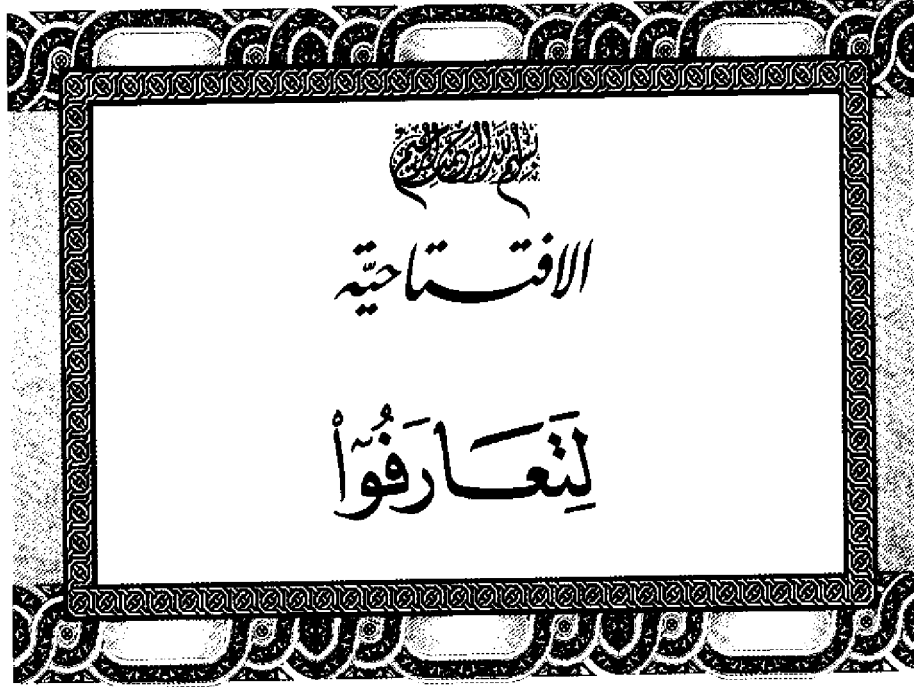 بسم الله الرحمن الرحيم
الافتتاحيّة
لِتَعَارَفُوٓا۟